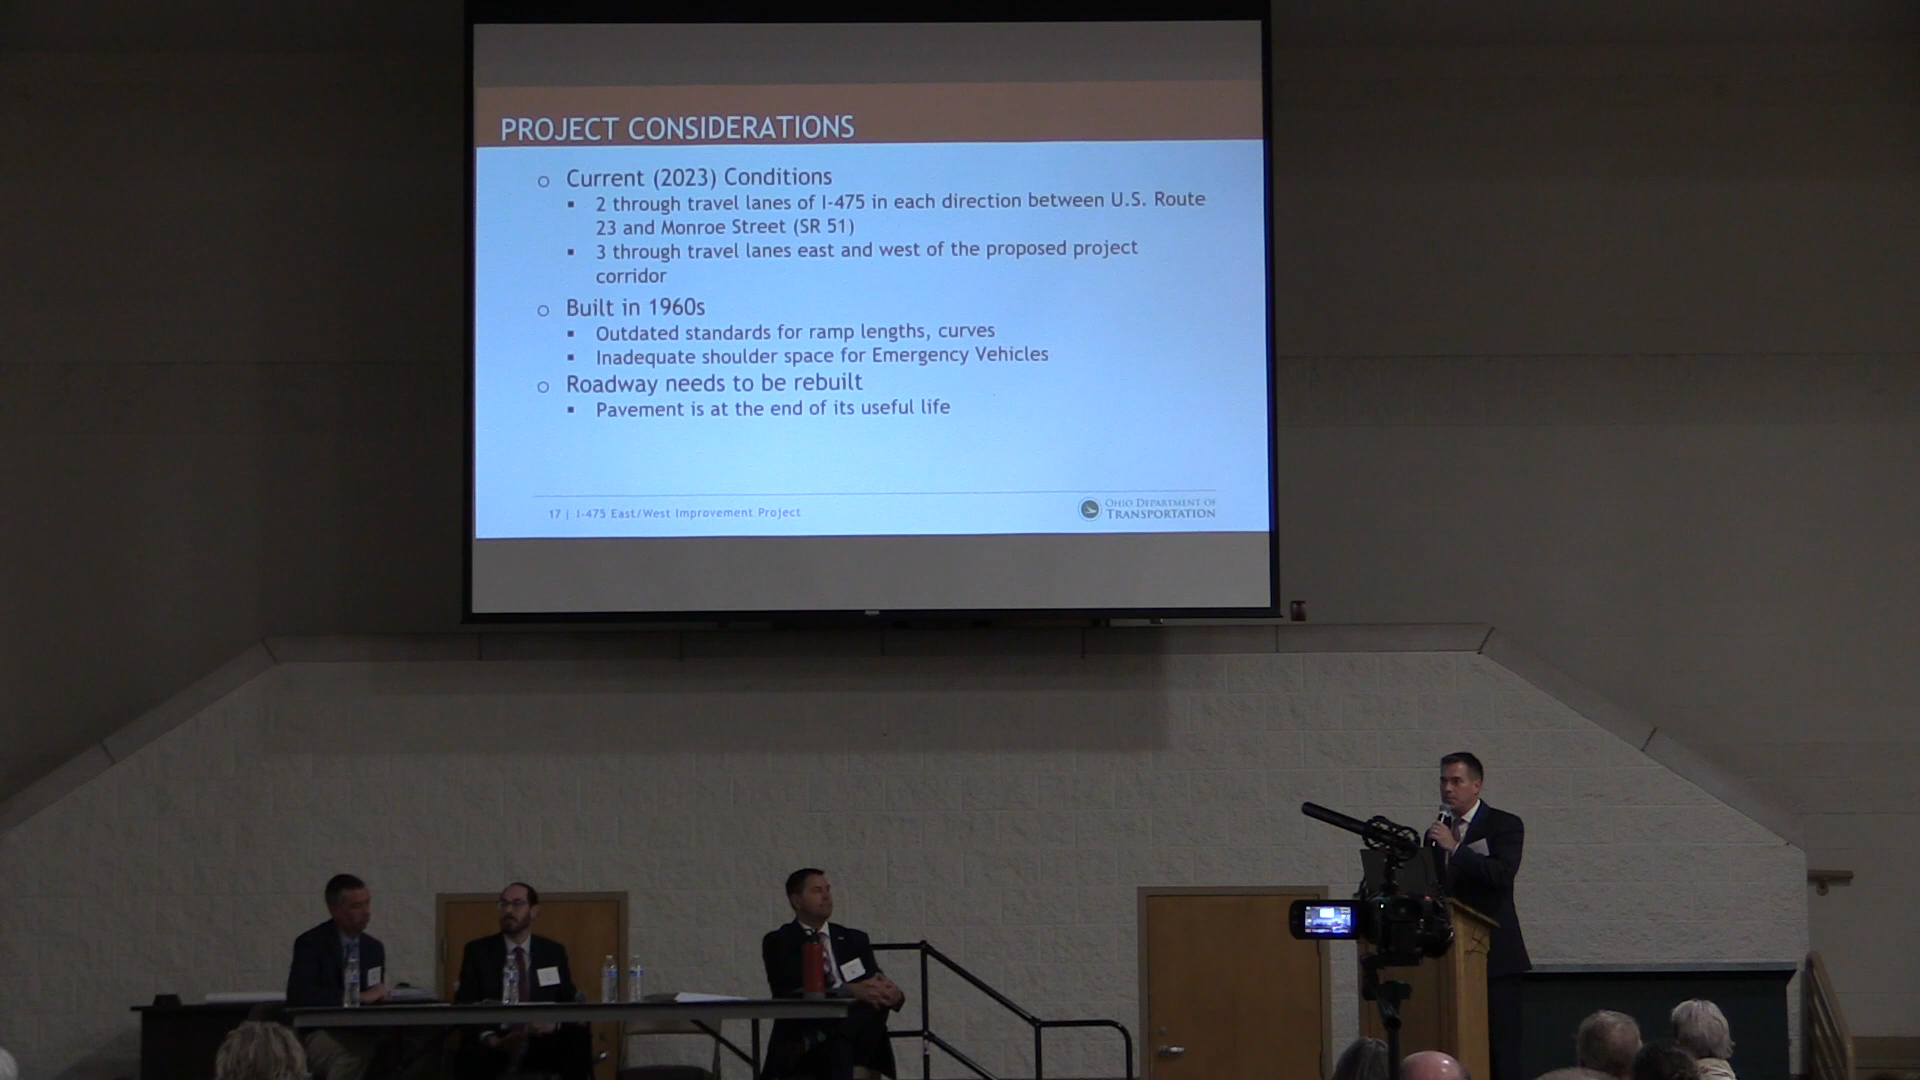 PROJECT CONSIDERATIONS
o Current (2023) Conditions
▪ 2 through travel lanes of I-475 in each direction between U.S. Route
23 and Monroe Street (SR 51)
▪ 3 through travel lanes east and west of the proposed project
corridor
o Built in 1960s
▪ Outdated standards for ramp lengths, curves
▪ Inadequate shoulder space for Emergency Vehicles
o Roadway needs to be rebuilt
▪ Pavement is at the end of its useful life
17 | I-475 East/West Improvement Project
OHIO DEPARTMENT OF
TRANSPORTATION